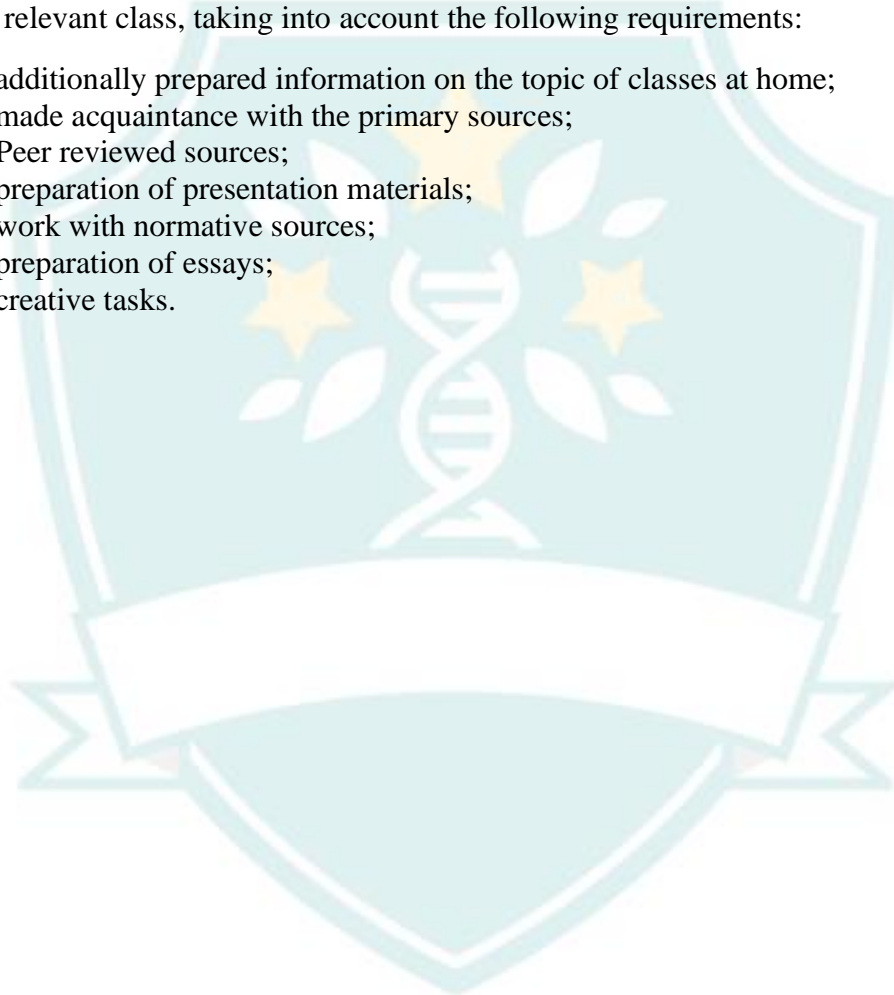 relevant class, taking into account the following requirements:
additionally prepared information on the topic of classes at home;
made acquaintance with the primary sources;
Peer reviewed sources;
preparation of presentation materials;
work with normative sources;
preparation of essays;
creative tasks.